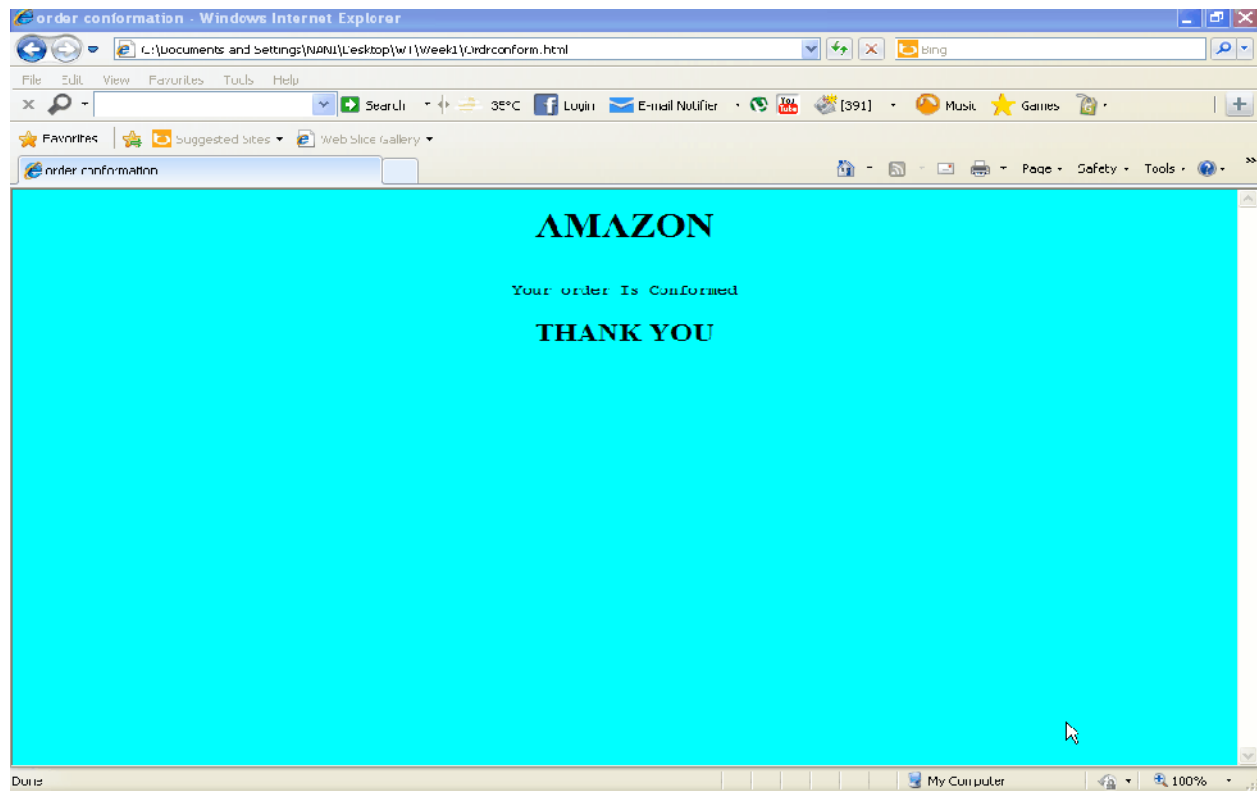 order conformation - Windows Internet Explorer
C:\Documents and Settings\NANI\Desktop\WT\Week1\Ordrconform.html
Bing
File Edit View Favorites Tools Help
Search 35°C Login E-mail Notifier You Tube [391] Music Games
Favorites Suggested Sites Web Slice Gallery
order conformation
Page Safety Tools
AMAZON
Your order Is Conformed
THANK YOU
Done My Computer 100%